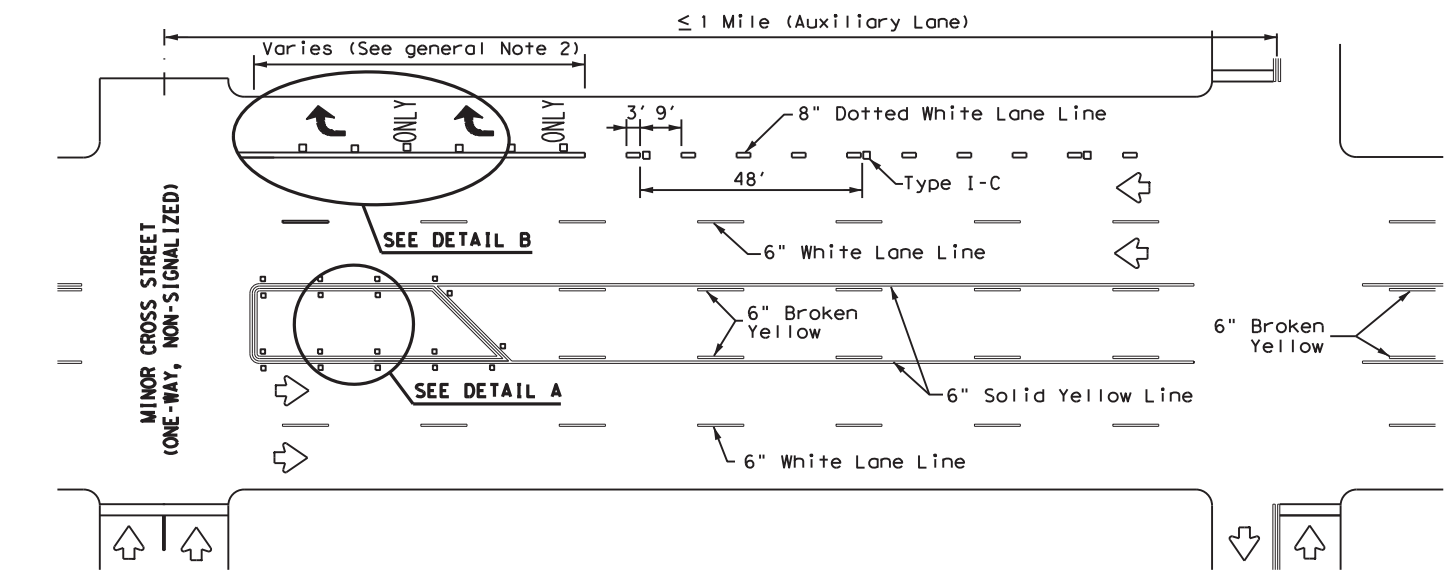 ≤ 1 Mile (Auxiliary Lane)
Varies (See general Note 2)
ONLY
ONLY
3' 9'
8" Dotted White Lane Line
48'
Type I-C
SEE DETAIL B
6" White Lane Line
MINOR CROSS STREET
(ONE-WAY, NON-SIGNALIZED)
6" Broken
Yellow
6" Broken
Yellow
SEE DETAIL A
6" Solid Yellow Line
6" White Lane Line